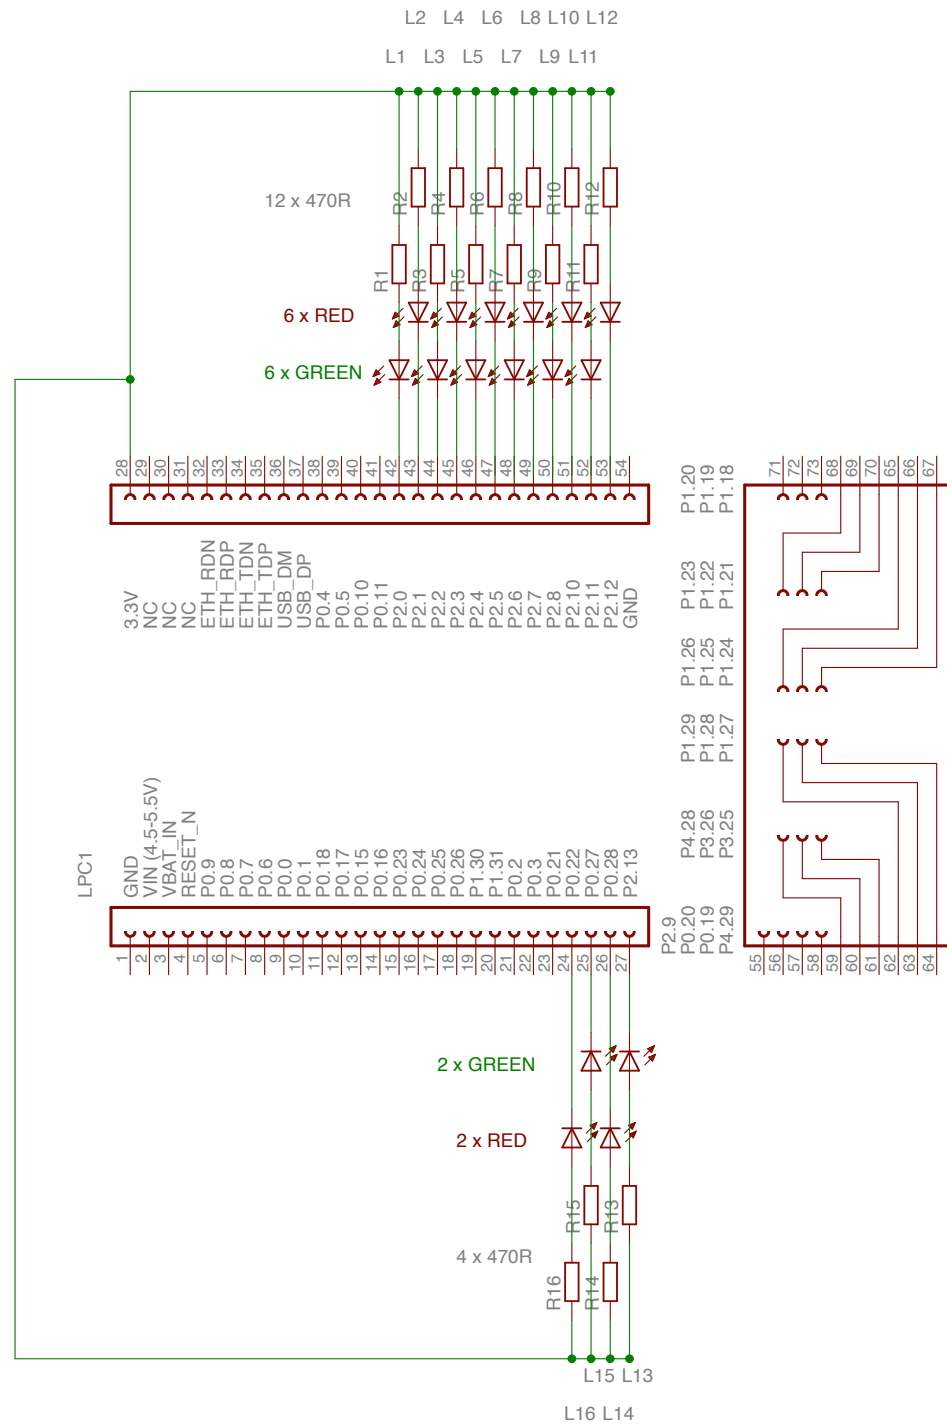 L2 L4 L6 L8 L10 L12
L1 L3 L5 L7 L9 L11
12 x 470R
R2 R4 R6 R8 R10 R12
R1 R3 R5 R7 R9 R11
6 x RED
6 x GREEN
28 29 30 31 32 33 34 35 36 37 38 39 40 41 42 43 44 45 46 47 48 49 50 51 52 53 54
71 72 73 68 69 70 65 66 67
P1.20 P1.19 P1.18
3.3V NC NC NC ETH_RDN ETH_RDP ETH_TDN ETH_TDP USB_DM USB_DP P0.4 P0.5 P0.10 P0.11 P2.0 P2.1 P2.2 P2.3 P2.4 P2.5 P2.6 P2.7 P2.8 P2.10 P2.11 P2.12 GND
P1.23 P1.22 P1.21
P1.26 P1.25 P1.24
P1.29 P1.28 P1.27
P4.28 P3.26 P3.25
LPC1
GND VIN (4.5-5.5V) VBAT_IN RESET_N P0.9 P0.8 P0.7 P0.6 P0.0 P0.1 P0.18 P0.17 P0.15 P0.16 P0.23 P0.24 P0.25 P0.26 P1.30 P1.31 P0.2 P0.3 P0.21 P0.22 P0.27 P0.28 P2.13
P2.9 P0.20 P0.19 P4.29
1 2 3 4 5 6 7 8 9 10 11 12 13 14 15 16 17 18 19 20 21 22 23 24 25 26 27
55 56 57 58 59 60 61 62 63 64
2 x GREEN
2 x RED
R15 R13
4 x 470R
R16 R14
L15 L13
L16 L14